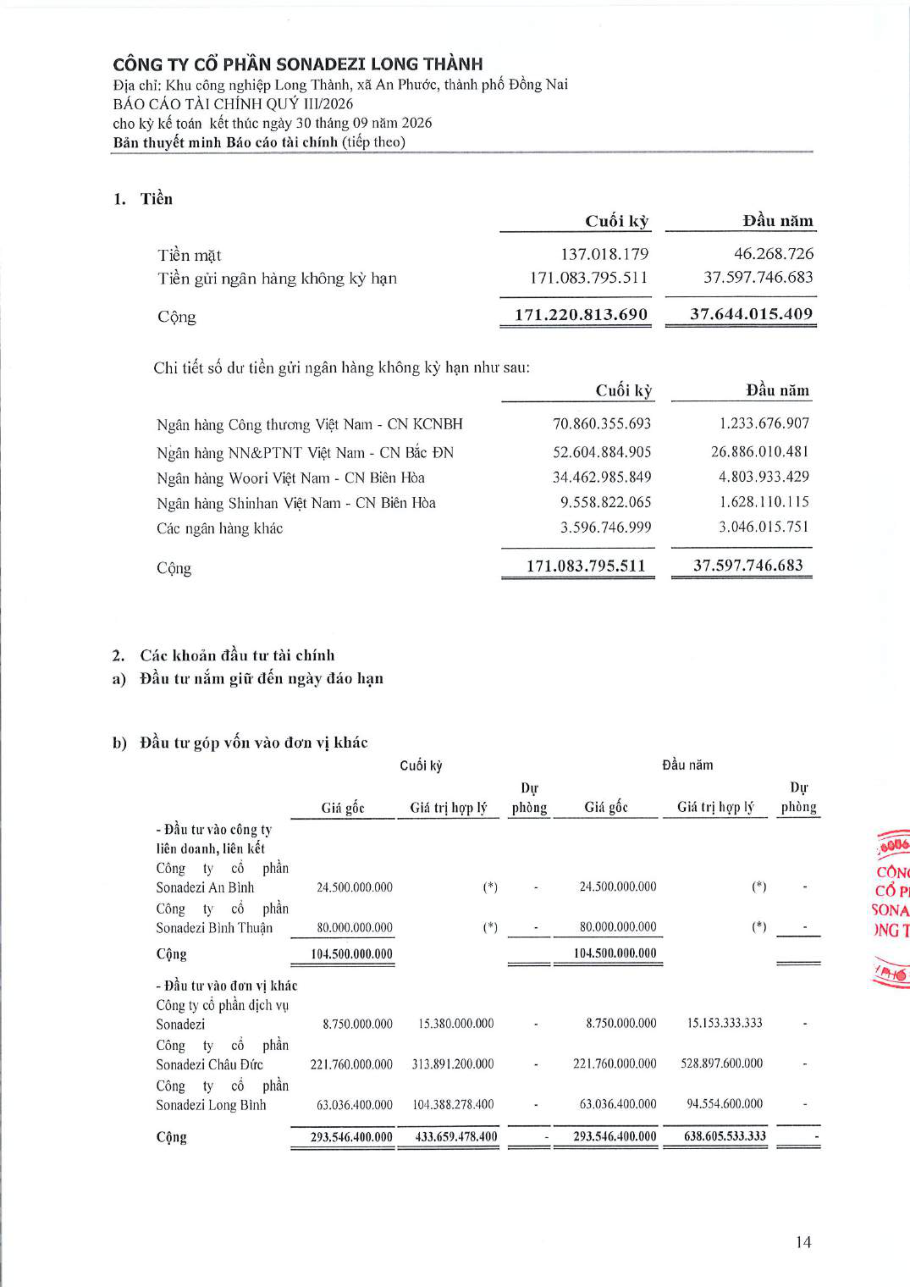 CÔNG TY CỔ PHẦN SONADEZI LONG THÀNH
Địa chỉ: Khu công nghiệp Long Thành, xã An Phước, thành phố Đồng Nai
BÁO CÁO TÀI CHÍNH QUÝ III/2026
cho kỳ kế toán kết thúc ngày 30 tháng 09 năm 2026
Bản thuyết minh Báo cáo tài chính (tiếp theo)
1. Tiền
Cuối kỳ Đầu năm
Tiền mặt 137.018.179 46.268.726
Tiền gửi ngân hàng không kỳ hạn 171.083.795.511 37.597.746.683
Cộng 171.220.813.690 37.644.015.409
Chi tiết số dư tiền gửi ngân hàng không kỳ hạn như sau:
Cuối kỳ Đầu năm
Ngân hàng Công thương Việt Nam - CN KCNBH 70.860.355.693 1.233.676.907
Ngân hàng NN&PTNT Việt Nam - CN Bắc ĐN 52.604.884.905 26.886.010.481
Ngân hàng Woori Việt Nam - CN Biên Hòa 34.462.985.849 4.803.933.429
Ngân hàng Shinhan Việt Nam - CN Biên Hòa 9.558.822.065 1.628.110.115
Các ngân hàng khác 3.596.746.999 3.046.015.751
Cộng 171.083.795.511 37.597.746.683
2. Các khoản đầu tư tài chính
a) Đầu tư nắm giữ đến ngày đáo hạn
b) Đầu tư góp vốn vào đơn vị khác
Cuối kỳ Đầu năm
Giá gốc Giá trị hợp lý Dự phòng Giá gốc Giá trị hợp lý Dự phòng
- Đầu tư vào công ty
liên doanh, liên kết
Công ty cổ phần
Sonadezi An Bình 24.500.000.000 (*) - 24.500.000.000 (*) -
Công ty cổ phần
Sonadezi Bình Thuận 80.000.000.000 (*) - 80.000.000.000 (*) -
Cộng 104.500.000.000 104.500.000.000
- Đầu tư vào đơn vị khác
Công ty cổ phần dịch vụ
Sonadezi 8.750.000.000 15.380.000.000 - 8.750.000.000 15.153.333.333 -
Công ty cổ phần
Sonadezi Châu Đức 221.760.000.000 313.891.200.000 - 221.760.000.000 528.897.600.000 -
Công ty cổ phần
Sonadezi Long Bình 63.036.400.000 104.388.278.400 - 63.036.400.000 94.554.600.000 -
Cộng 293.546.400.000 433.659.478.400 - 293.546.400.000 638.605.533.333 -
CÔNG
CỔ P
SONA
14